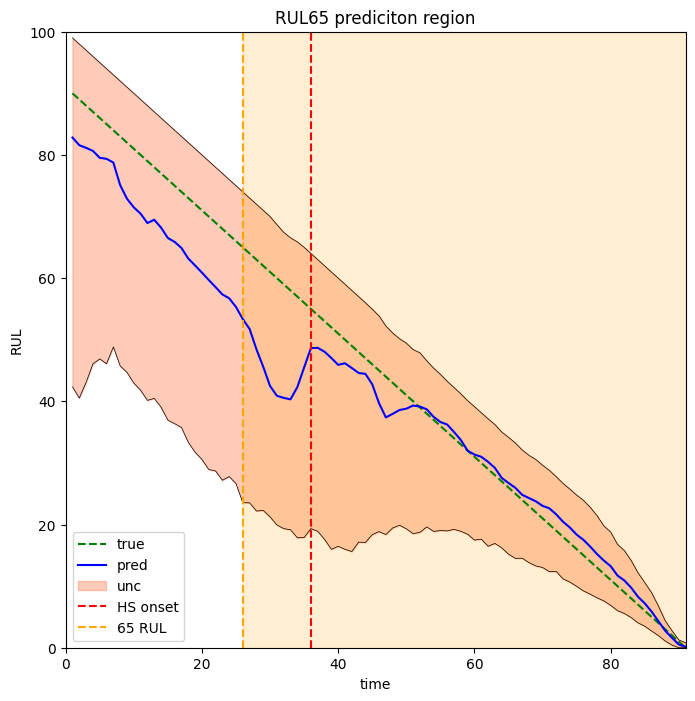 RUL65 prediciton region
100
80
60
40
20
0
RUL
true
pred
unc
HS onset
65 RUL
0 20 40 60 80
time